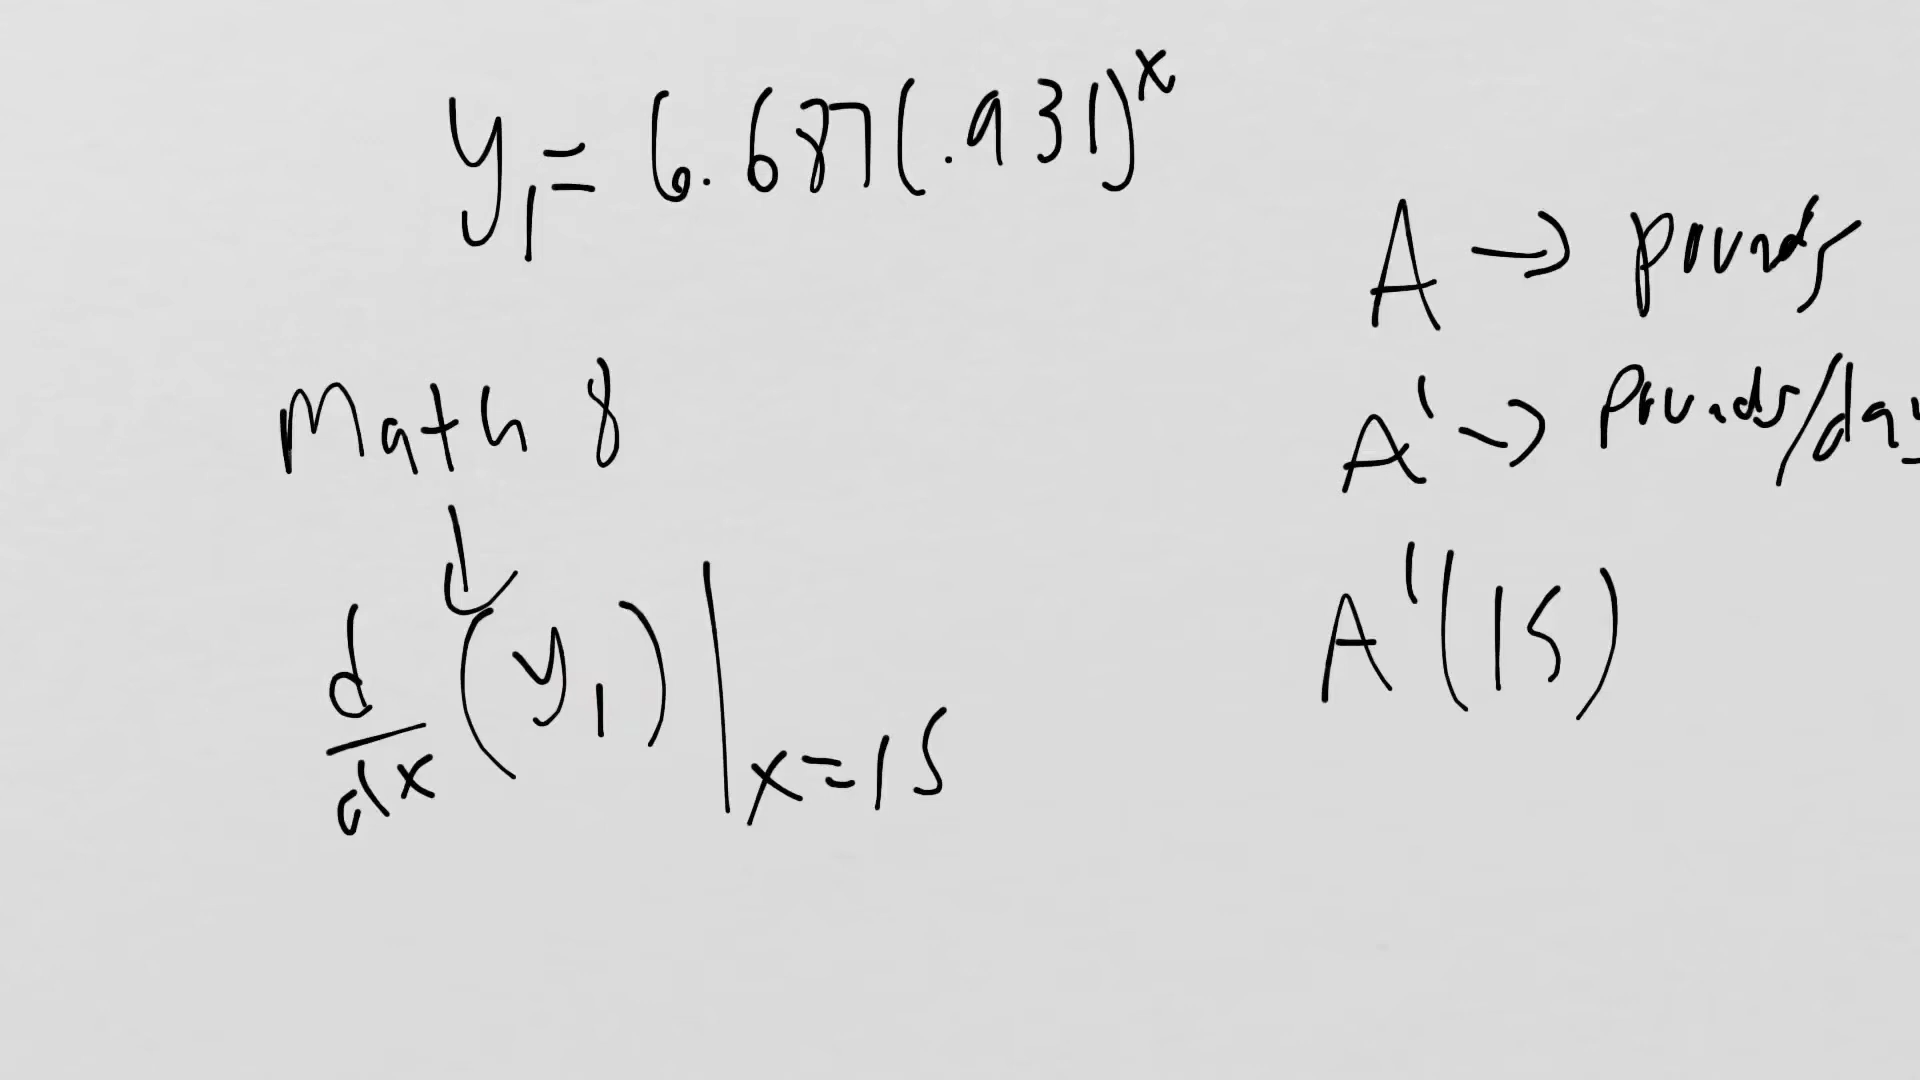 y₁ = 6.687(.931)ˣ
A → pounds
Math 8
A' → pounds/day
↓
d/dx (y₁) | x=15
A'(15)